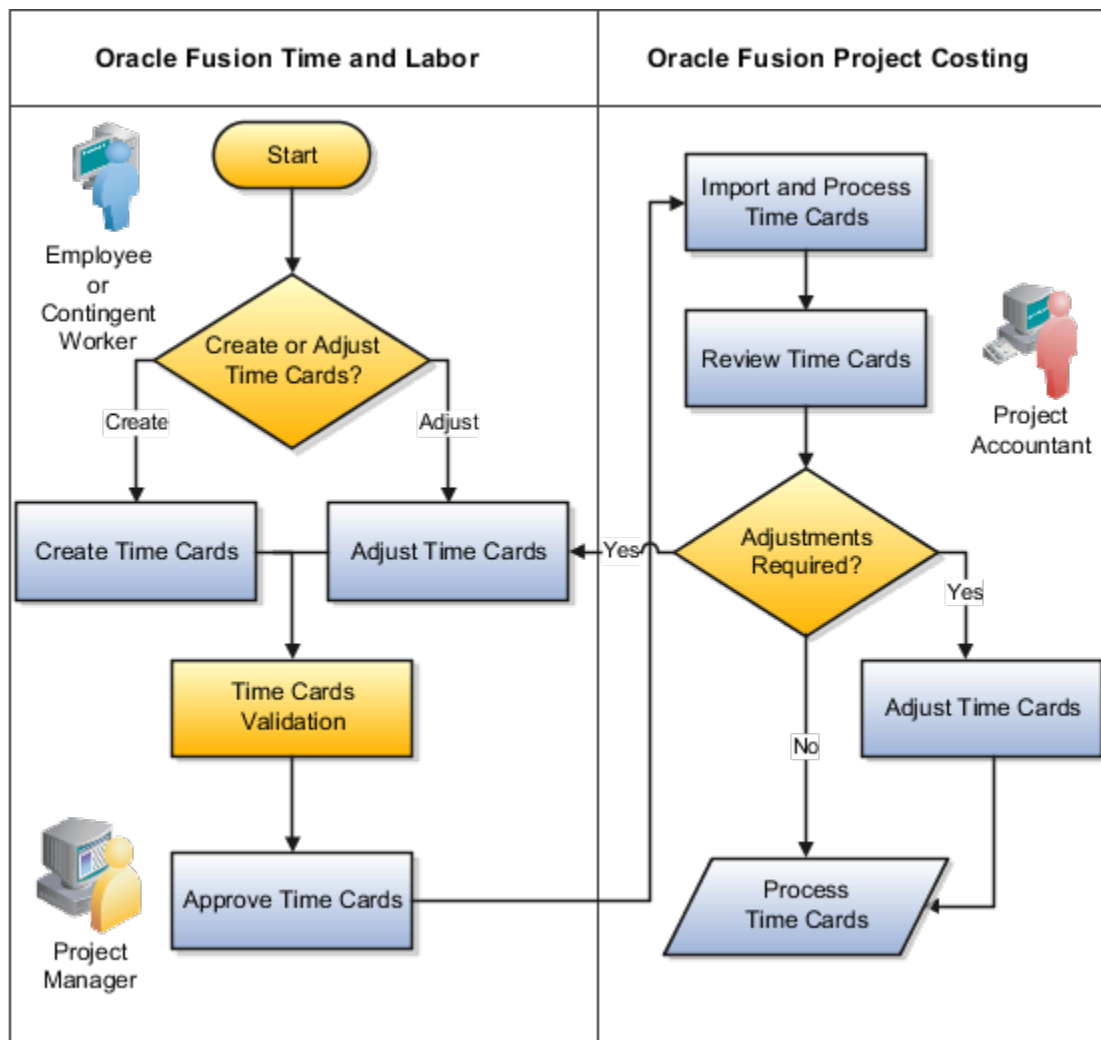 Oracle Fusion Time and Labor
Oracle Fusion Project Costing
Start
Employee
or
Contingent
Worker
Create or Adjust
Time Cards?
Create
Adjust
Create Time Cards
Adjust Time Cards
Time Cards
Validation
Approve Time Cards
Project
Manager
Import and Process
Time Cards
Review Time Cards
Project
Accountant
Adjustments
Required?
Yes
Yes
No
Adjust Time Cards
Process
Time Cards